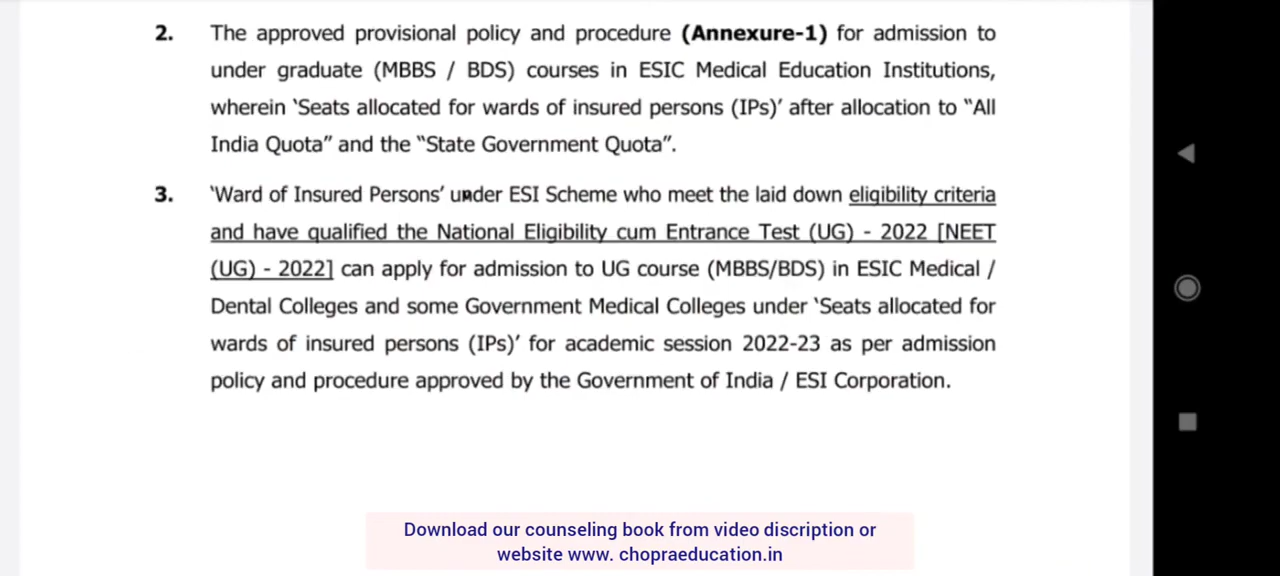 2. The approved provisional policy and procedure (Annexure-1) for admission to
under graduate (MBBS / BDS) courses in ESIC Medical Education Institutions,
wherein ‘Seats allocated for wards of insured persons (IPs)’ after allocation to “All
India Quota” and the “State Government Quota”.
3. ‘Ward of Insured Persons’ under ESI Scheme who meet the laid down eligibility criteria
and have qualified the National Eligibility cum Entrance Test (UG) - 2022 [NEET
(UG) - 2022] can apply for admission to UG course (MBBS/BDS) in ESIC Medical /
Dental Colleges and some Government Medical Colleges under ‘Seats allocated for
wards of insured persons (IPs)’ for academic session 2022-23 as per admission
policy and procedure approved by the Government of India / ESI Corporation.
Download our counseling book from video discription or
website www. chopraeducation.in